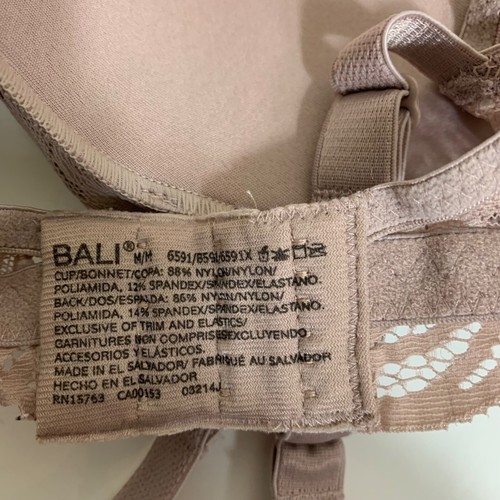 BALI® M/M 6591/8591/6591X
CUP/BONNET/COPA: 88% NYLON/NYLON/
POLIAMIDA, 12% SPANDEX/SPANDEX/ELASTANO.
BACK/DOS/ESPALDA: 86% NYLON/NYLON/
POLIAMIDA, 14% SPANDEX/SPANDEX/ELASTANO.
EXCLUSIVE OF TRIM AND ELASTICS/
GARNITURES NON COMPRISES/EXCLUYENDO
ACCESORIOS Y ELÁSTICOS.
MADE IN EL SALVADOR/ FABRIQUÉ AU SALVADOR
HECHO EN EL SALVADOR
RN15763 CA00153 03214J